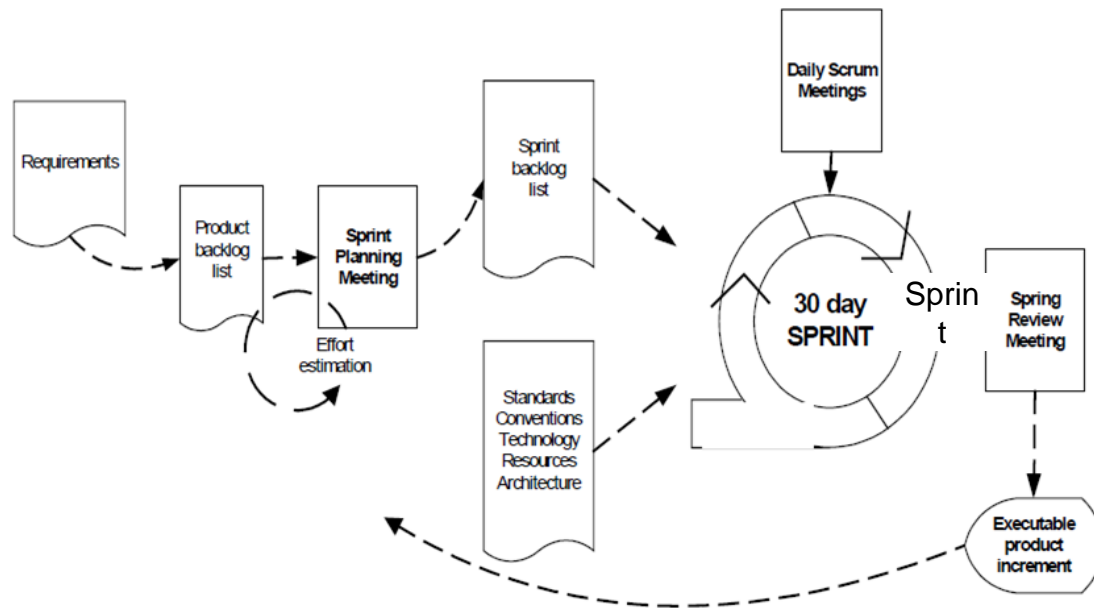 Requirements
Product
backlog
list
Sprint
Planning
Meeting
Effort
estimation
Sprint
backlog
list
Standards
Conventions
Technology
Resources
Architecture
Daily Scrum
Meetings
30 day
SPRINT
Sprin
t
Spring
Review
Meeting
Executable
product
increment